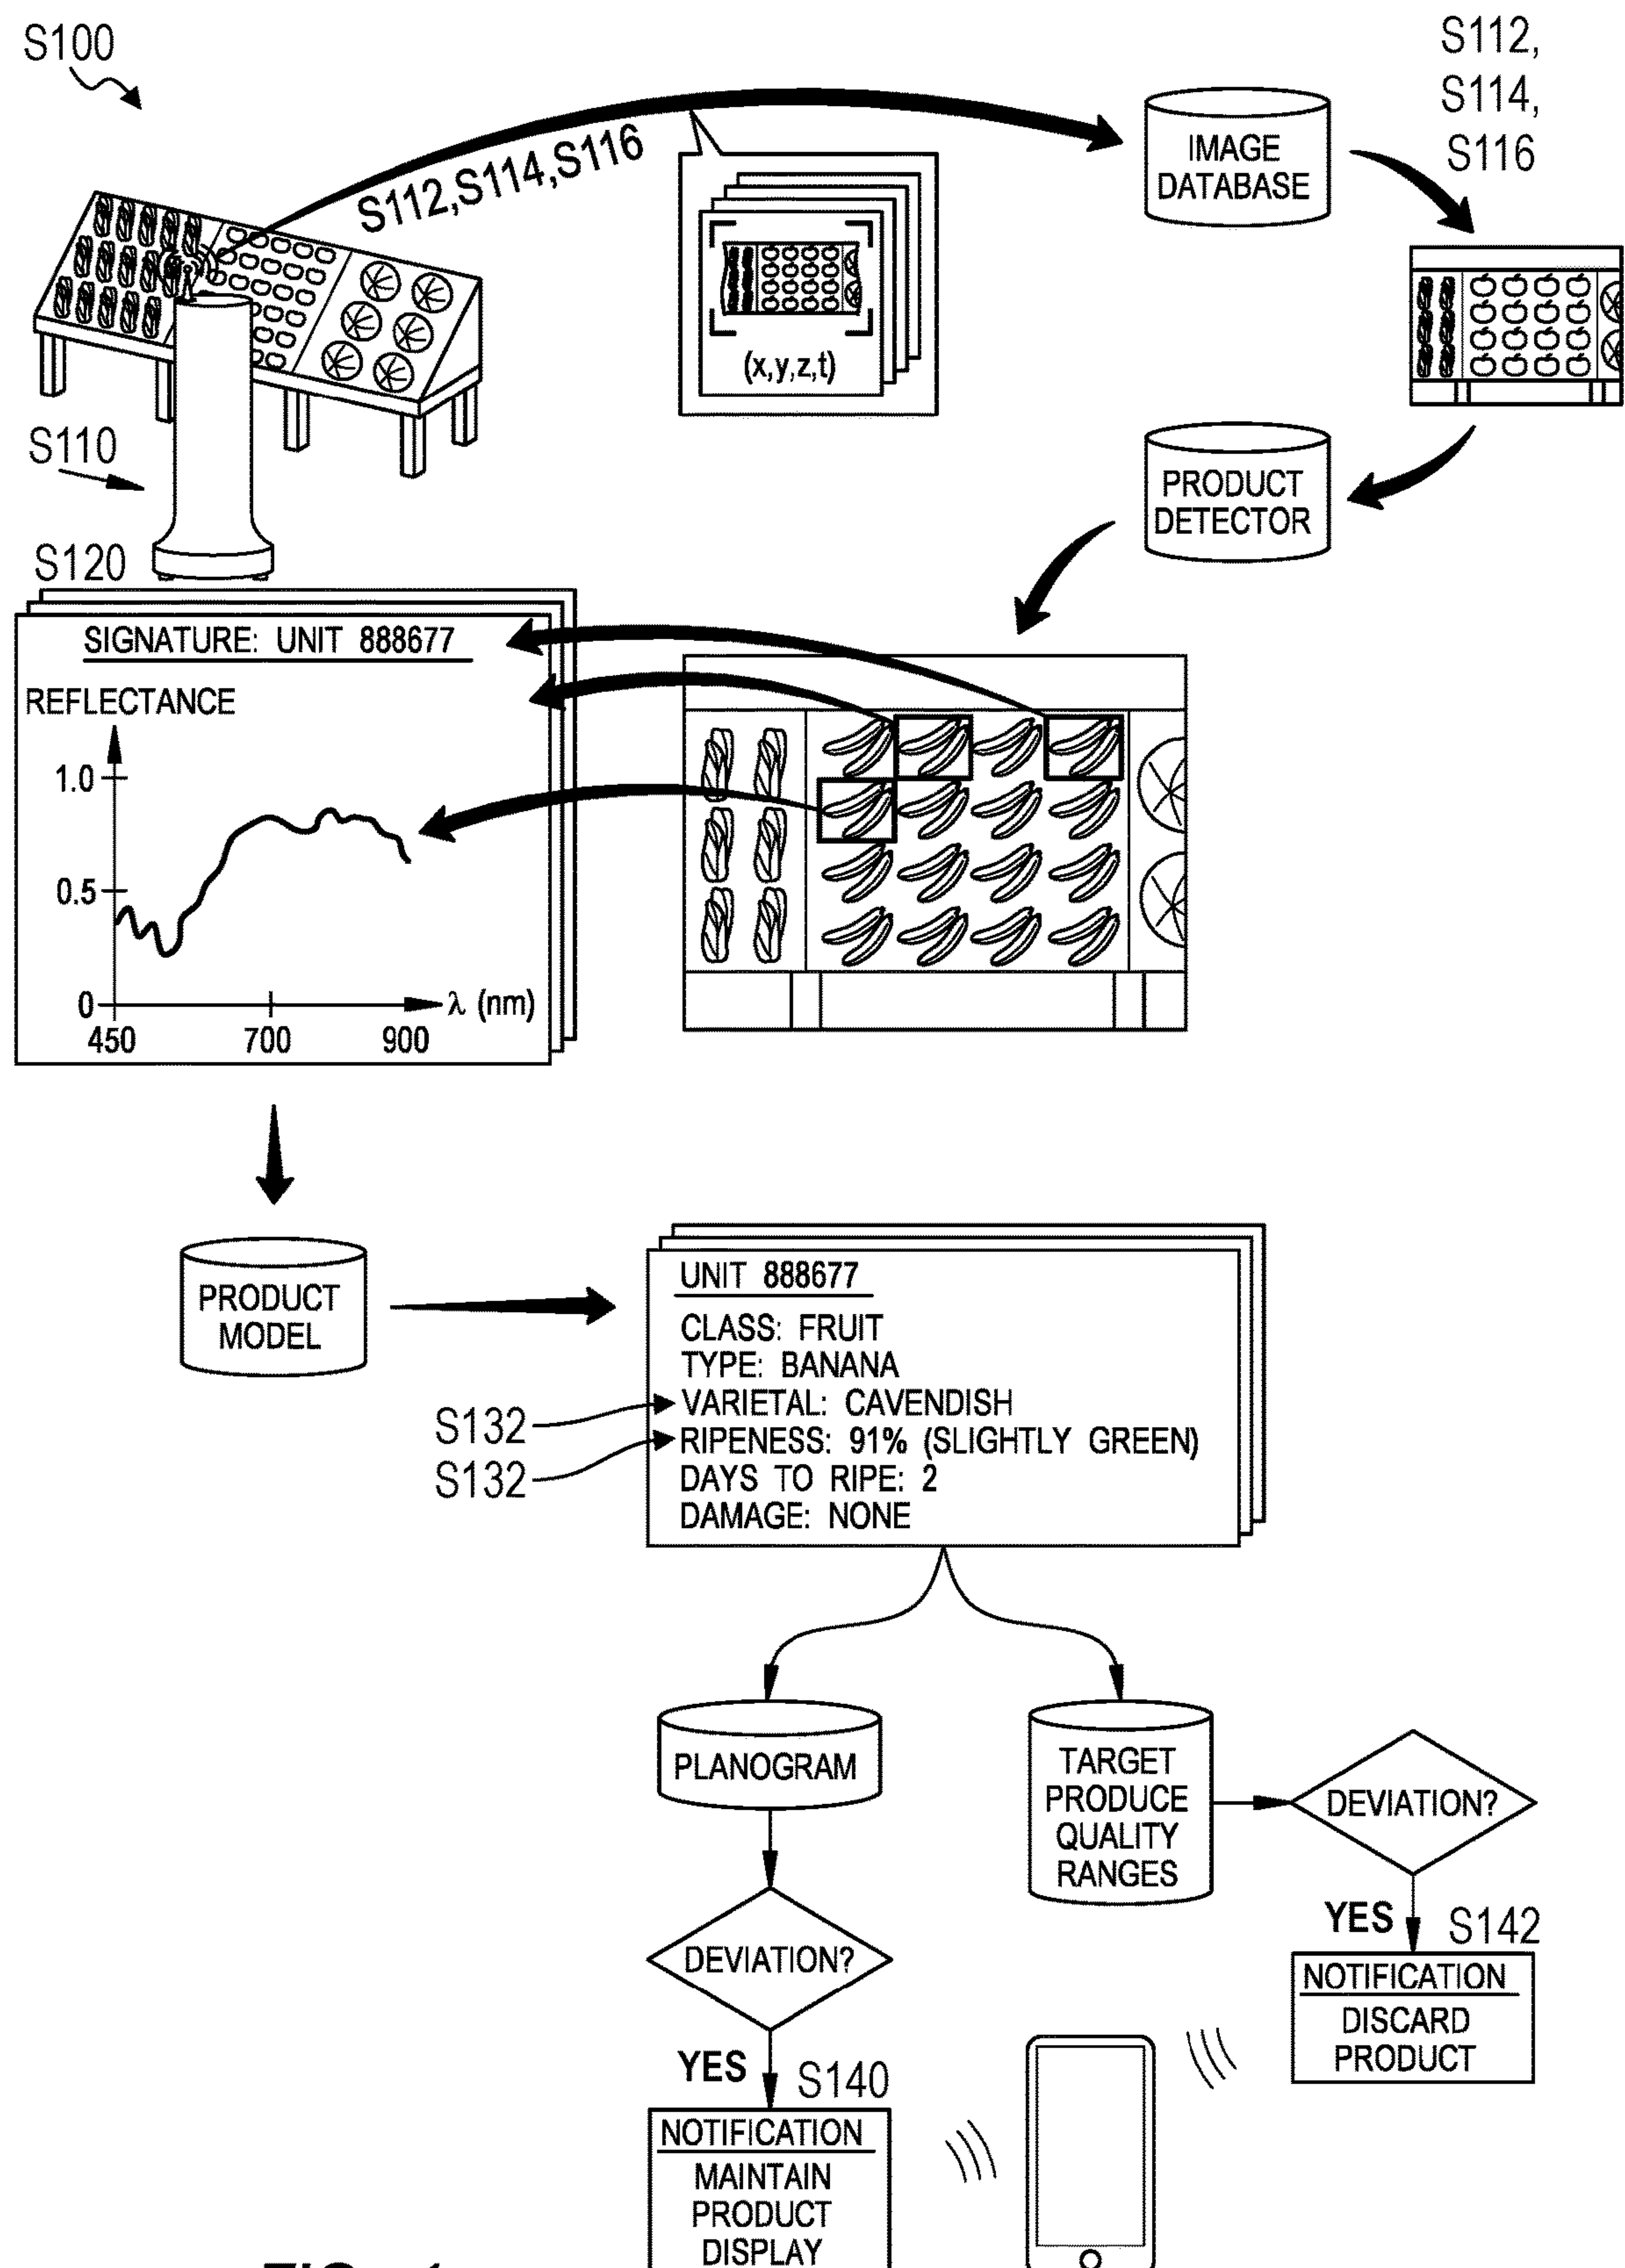 S100
S112,
S114,
S116
S112,S114,S116
IMAGE
DATABASE
(x,y,z,t)
S110
PRODUCT
DETECTOR
S120
SIGNATURE: UNIT 888677
REFLECTANCE
1.0
0.5
0
λ (nm)
450 700 900
PRODUCT
MODEL
UNIT 888677
CLASS: FRUIT
TYPE: BANANA
VARIETAL: CAVENDISH
RIPENESS: 91% (SLIGHTLY GREEN)
DAYS TO RIPE: 2
DAMAGE: NONE
S132
S132
PLANOGRAM
TARGET
PRODUCE
QUALITY
RANGES
DEVIATION?
YES
S142
NOTIFICATION
DISCARD
PRODUCT
DEVIATION?
YES
S140
NOTIFICATION
MAINTAIN
PRODUCT
DISPLAY